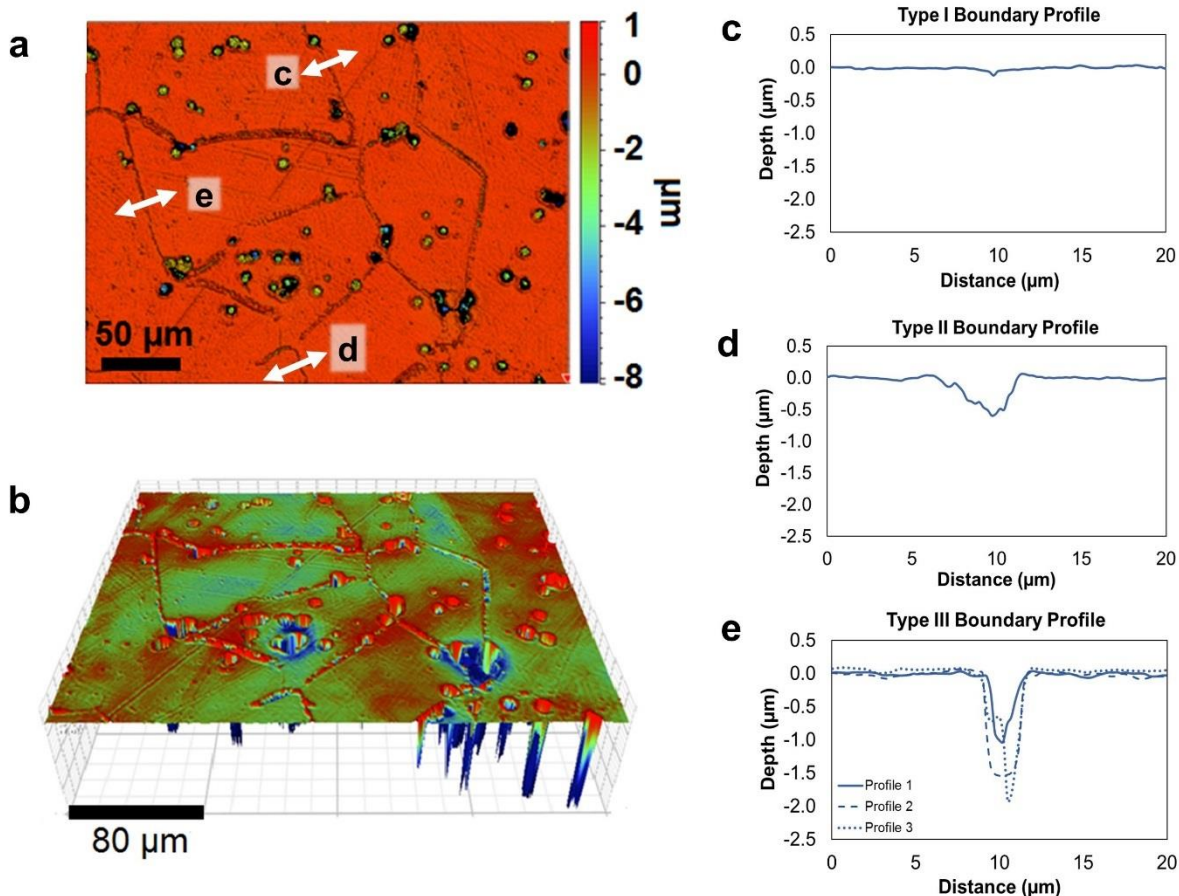 a
c
e
d
50 µm
1
0
-2
-4
-6
-8
µm
b
80 µm
c
Type I Boundary Profile
Depth (µm)
0.5
0.0
-0.5
-1.0
-1.5
-2.0
-2.5
0 5 10 15 20
Distance (µm)
d
Type II Boundary Profile
Depth (µm)
0.5
0.0
-0.5
-1.0
-1.5
-2.0
-2.5
0 5 10 15 20
Distance (µm)
e
Type III Boundary Profile
Depth (µm)
0.5
0.0
-0.5
-1.0
-1.5
-2.0
-2.5
Profile 1
Profile 2
Profile 3
0 5 10 15 20
Distance (µm)